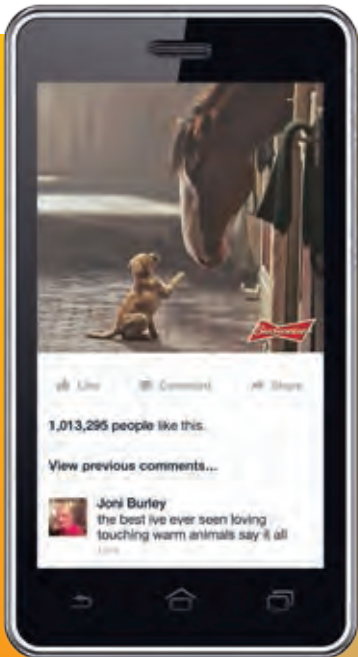 Budweiser
Like Comment Share
1,013,295 people like this.
View previous comments...
Joni Burley
the best ive ever seen loving
touching warm animals say it all